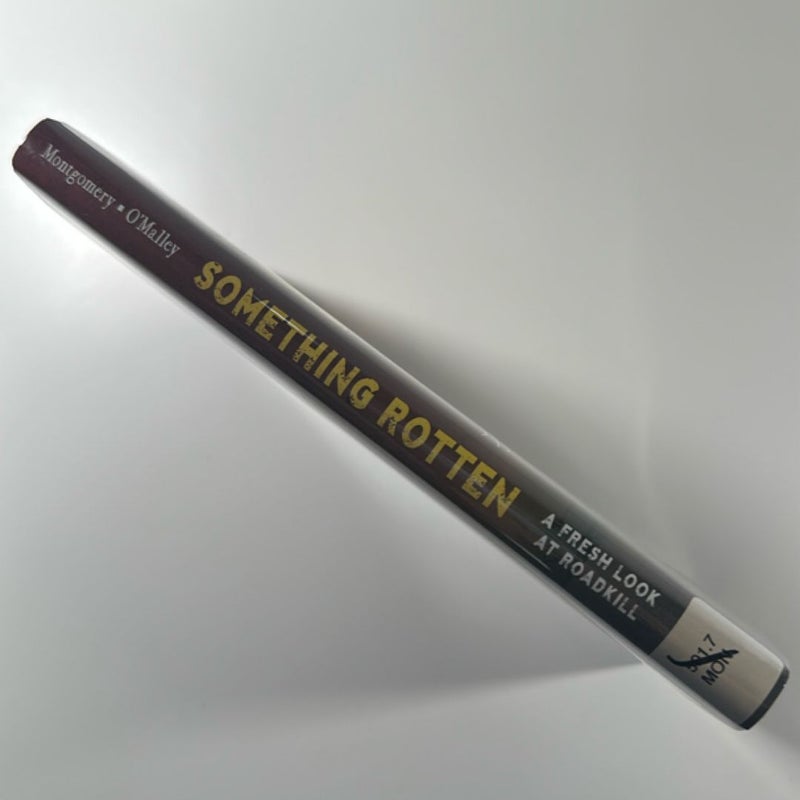 Montgomery ▪ O'Malley
SOMETHING ROTTEN
A FRESH LOOK
AT ROADKILL
MON